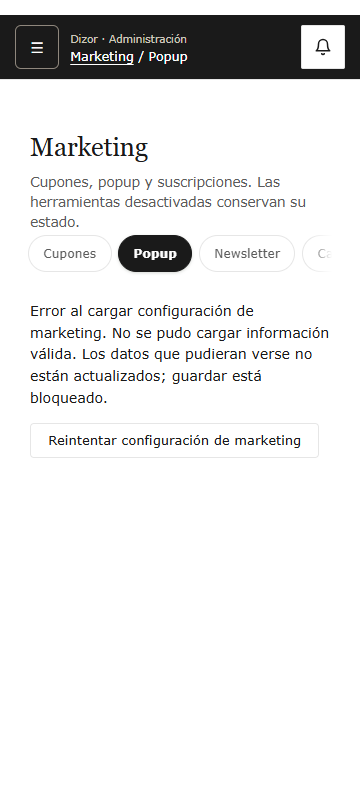 ☰
Dizor · Administración
Marketing / Popup
Marketing
Cupones, popup y suscripciones. Las
herramientas desactivadas conservan su
estado.
Cupones
Popup
Newsletter
Error al cargar configuración de
marketing. No se pudo cargar información
válida. Los datos que pudieran verse no
están actualizados; guardar está
bloqueado.
Reintentar configuración de marketing